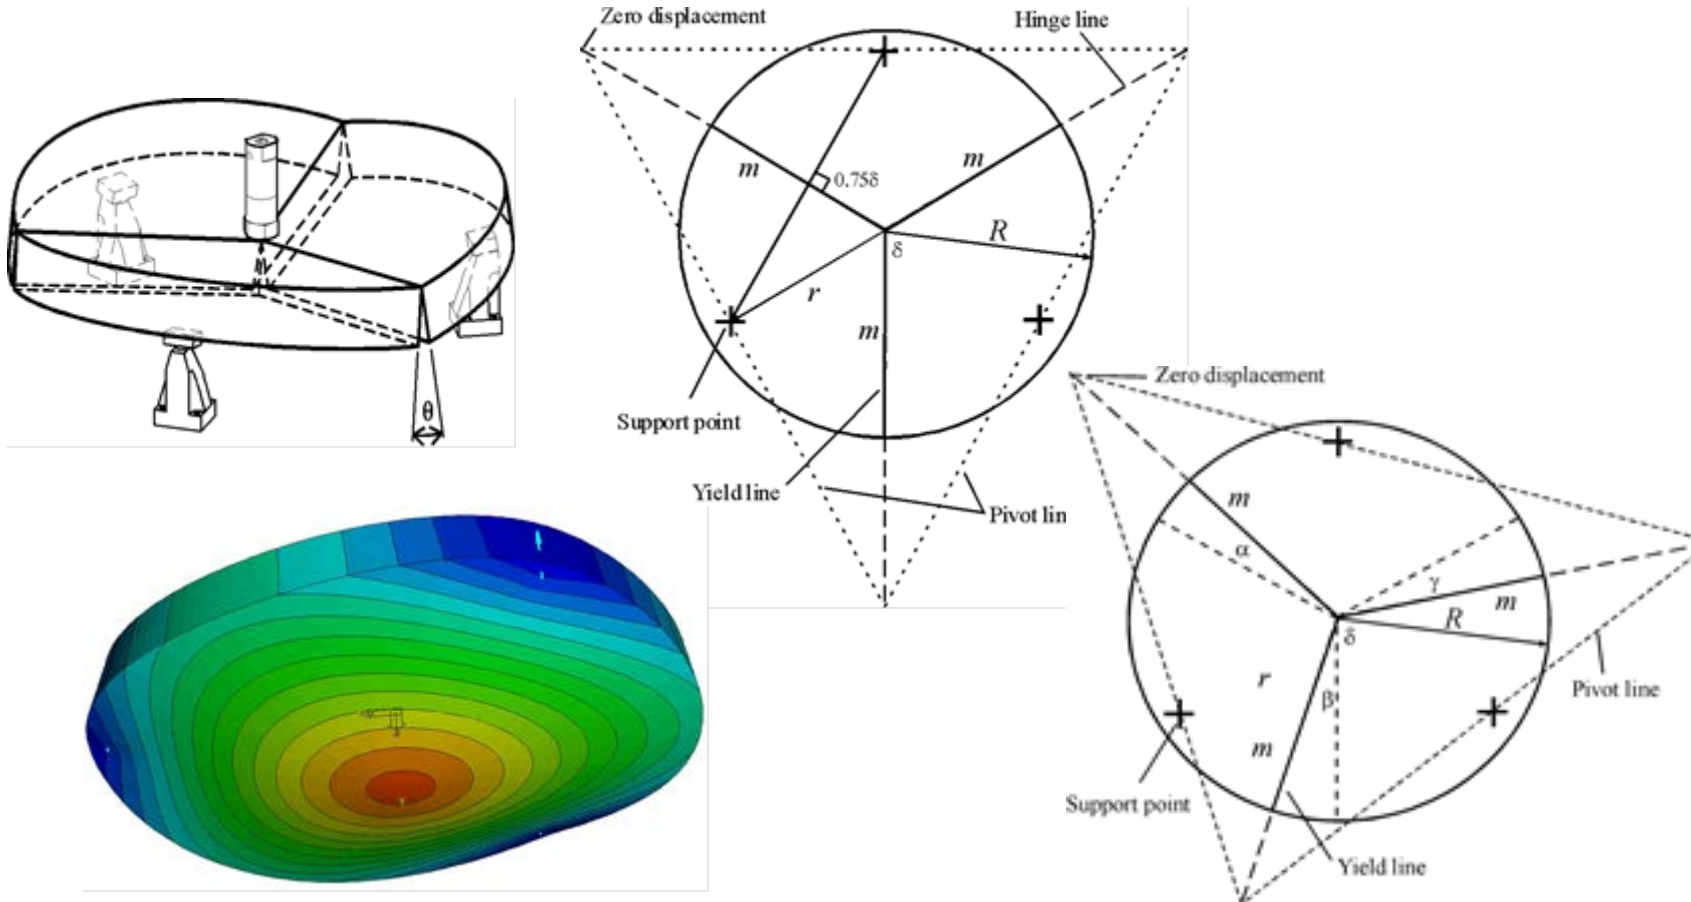 θ
Zero displacement
Hinge line
m
m
0.75δ
R
δ
r
m
Support point
Yield line
Pivot lin
Zero displacement
m
α
γ
m
R
δ
r
β
m
Pivot line
Support point
Yield line